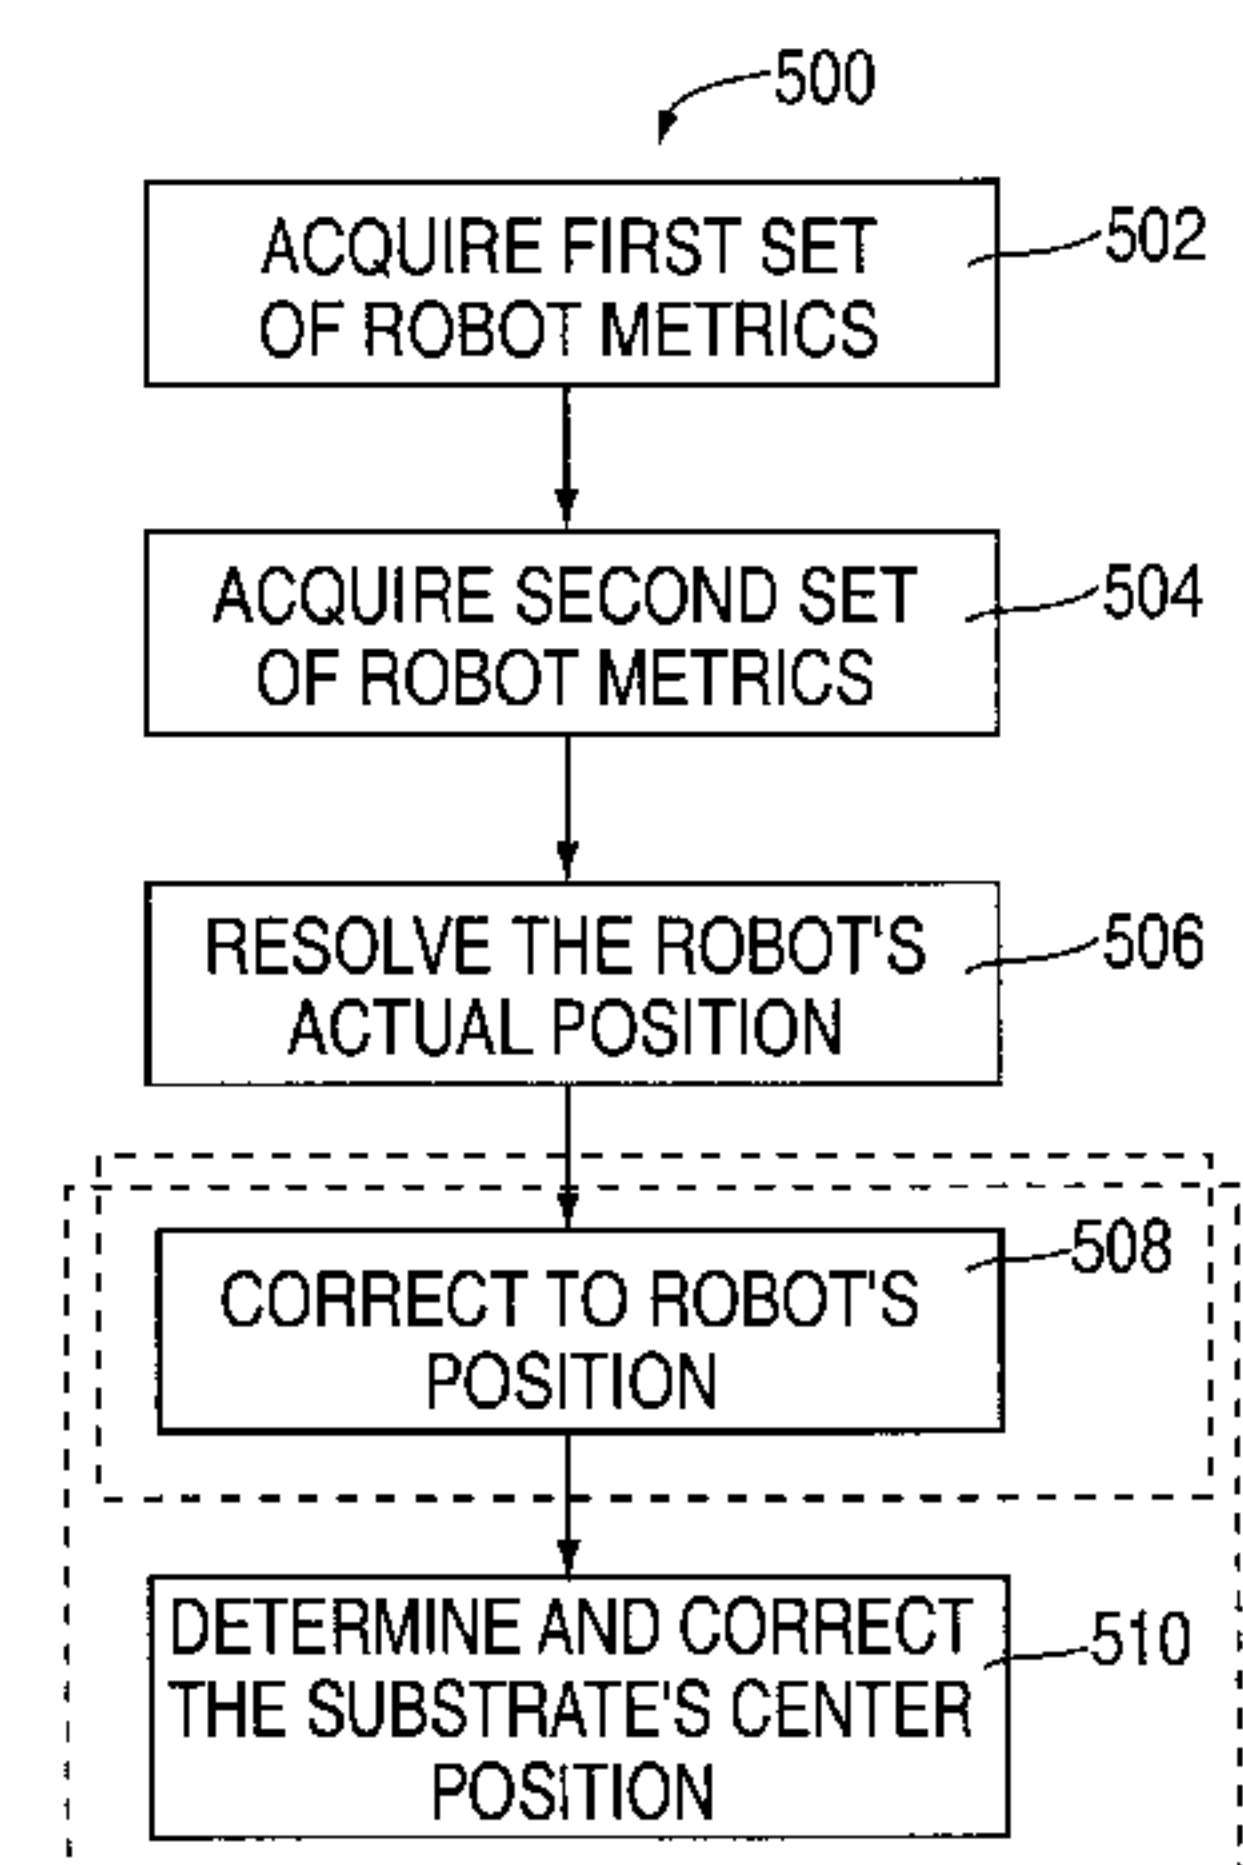 500
ACQUIRE FIRST SET
OF ROBOT METRICS
502
ACQUIRE SECOND SET
OF ROBOT METRICS
504
RESOLVE THE ROBOT'S
ACTUAL POSITION
506
CORRECT TO ROBOT'S
POSITION
508
DETERMINE AND CORRECT
THE SUBSTRATE'S CENTER
POSITION
510